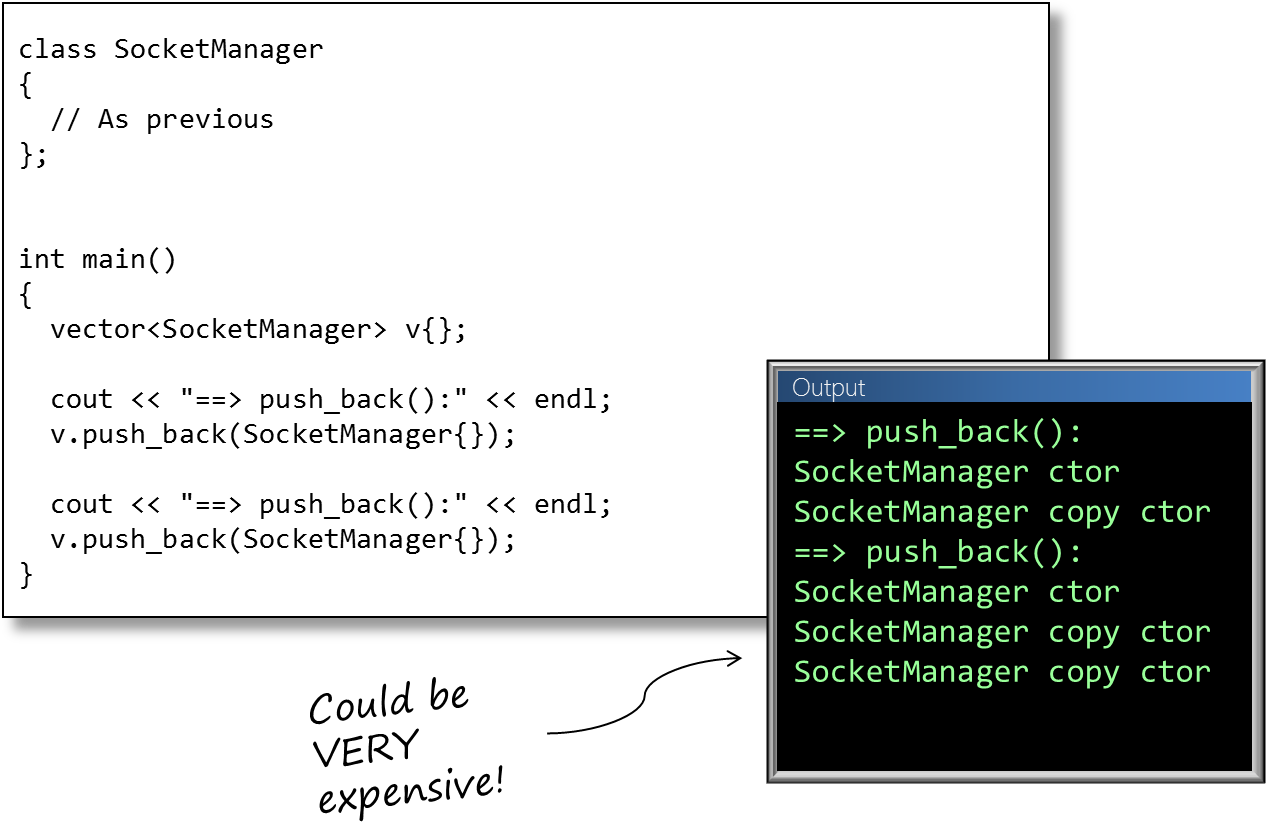 class SocketManager
{
  // As previous
};
int main()
{
  vector<SocketManager> v{};
  cout << "==> push_back():" << endl;
  v.push_back(SocketManager{});
  cout << "==> push_back():" << endl;
  v.push_back(SocketManager{});
}
Output
==> push_back():
SocketManager ctor
SocketManager copy ctor
==> push_back():
SocketManager ctor
SocketManager copy ctor
SocketManager copy ctor
Could be
VERY
expensive!